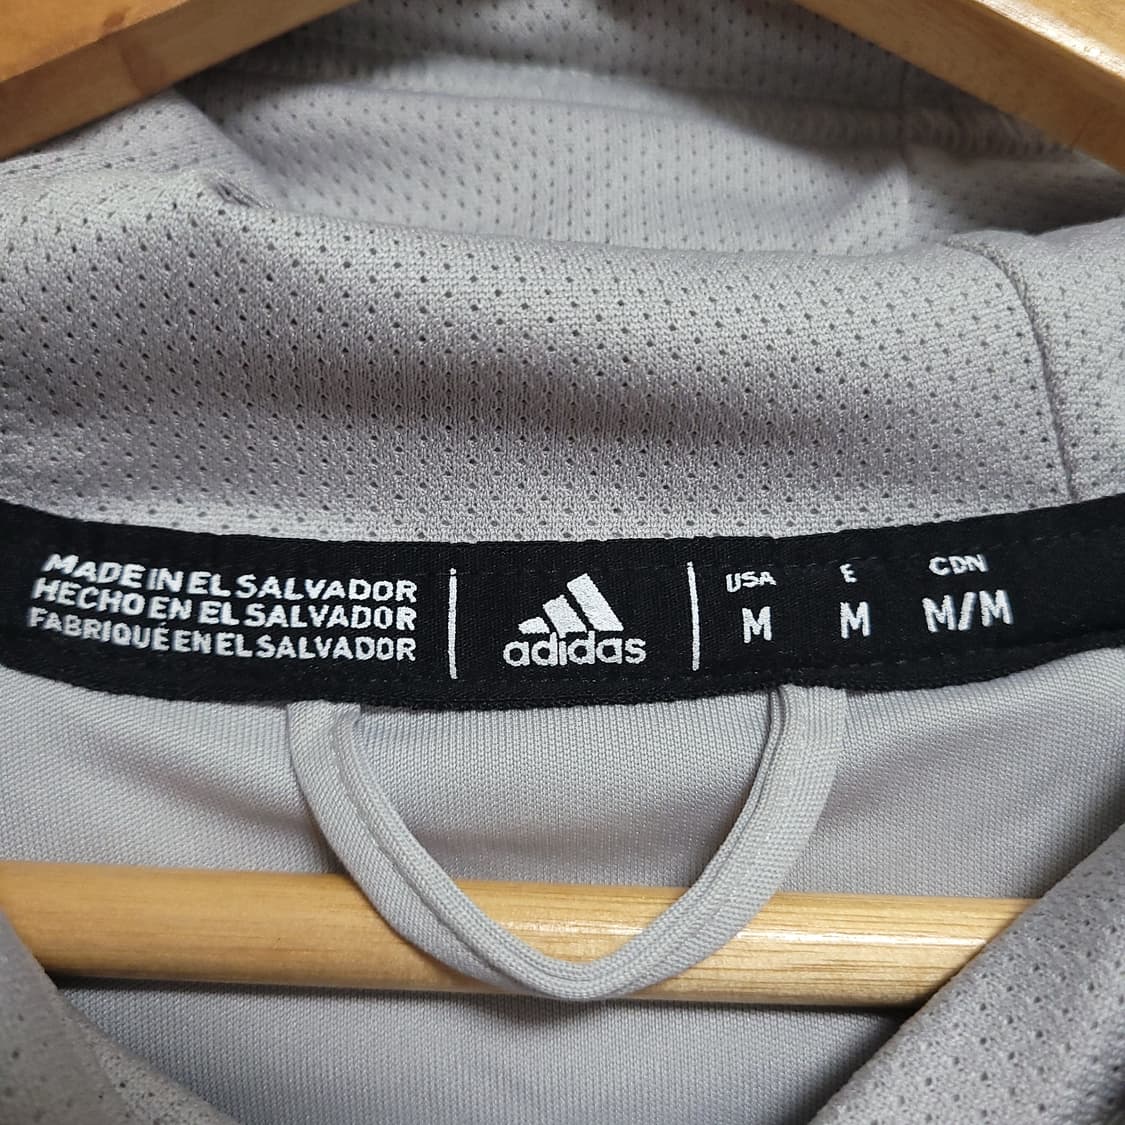 MADE IN EL SALVADOR
HECHO EN EL SALVADOR
FABRIQUÉ EN EL SALVADOR
adidas
USA E CDN
M M M/M